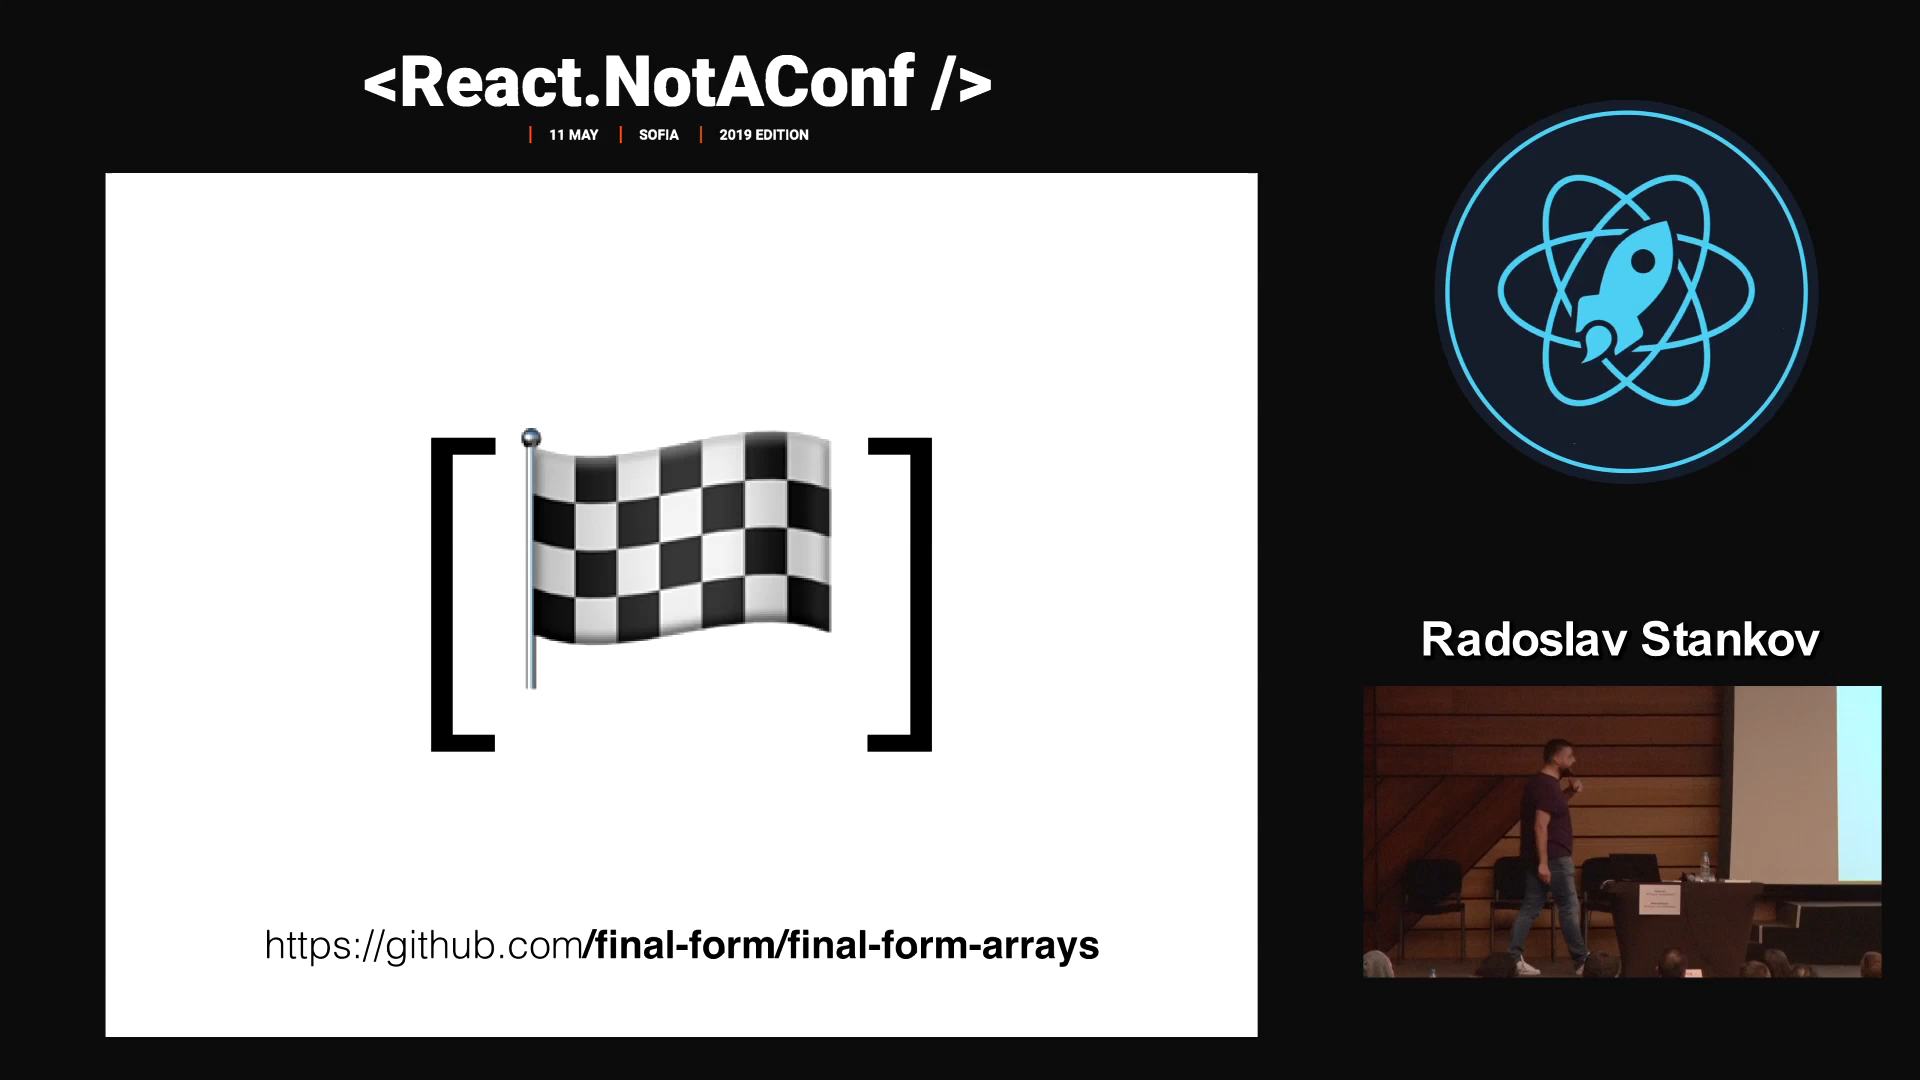 <React.NotAConf />
| 11 MAY | SOFIA | 2019 EDITION
[ ]
https://github.com/final-form/final-form-arrays
Radoslav Stankov